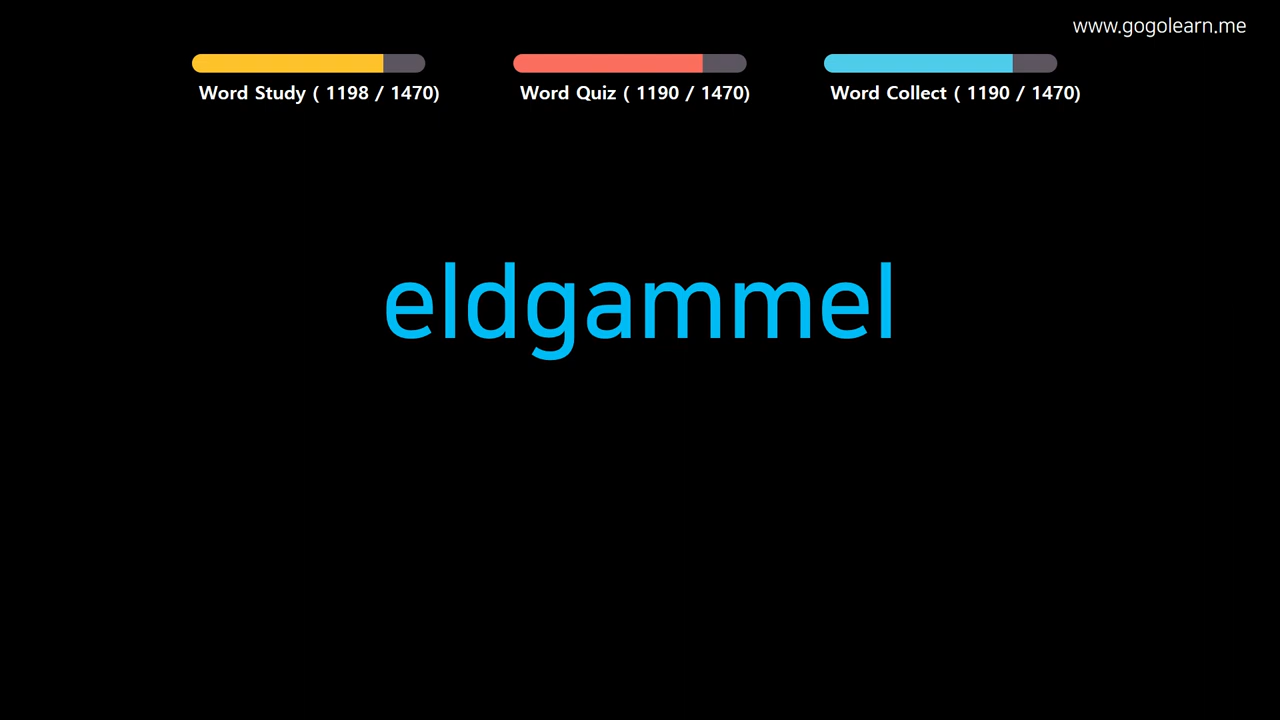 www.gogolearn.me
Word Study ( 1198 / 1470)
Word Quiz ( 1190 / 1470)
Word Collect ( 1190 / 1470)
eldgammel